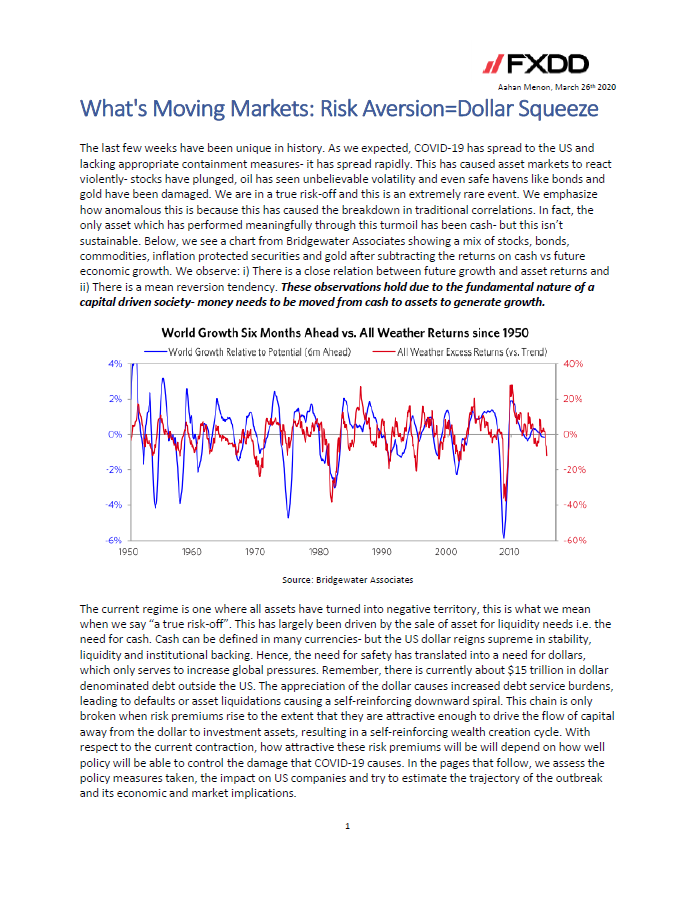 FXDD
Aahan Menon, March 26th 2020
What's Moving Markets: Risk Aversion=Dollar Squeeze
The last few weeks have been unique in history. As we expected, COVID-19 has spread to the US and
lacking appropriate containment measures- it has spread rapidly. This has caused asset markets to react
violently- stocks have plunged, oil has seen unbelievable volatility and even safe havens like bonds and
gold have been damaged. We are in a true risk-off and this is an extremely rare event. We emphasize
how anomalous this is because this has caused the breakdown in traditional correlations. In fact, the
only asset which has performed meaningfully through this turmoil has been cash- but this isn't
sustainable. Below, we see a chart from Bridgewater Associates showing a mix of stocks, bonds,
commodities, inflation protected securities and gold after subtracting the returns on cash vs future
economic growth. We observe: i) There is a close relation between future growth and asset returns and
ii) There is a mean reversion tendency. These observations hold due to the fundamental nature of a
capital driven society- money needs to be moved from cash to assets to generate growth.
World Growth Six Months Ahead vs. All Weather Returns since 1950
World Growth Relative to Potential (6m Ahead) All Weather Excess Returns (vs. Trend)
4% 40%
2% 20%
0% 0%
-2% -20%
-4% -40%
-6% -60%
1950 1960 1970 1980 1990 2000 2010
Source: Bridgewater Associates
The current regime is one where all assets have turned into negative territory, this is what we mean
when we say “a true risk-off”. This has largely been driven by the sale of asset for liquidity needs i.e. the
need for cash. Cash can be defined in many currencies- but the US dollar reigns supreme in stability,
liquidity and institutional backing. Hence, the need for safety has translated into a need for dollars,
which only serves to increase global pressures. Remember, there is currently about $15 trillion in dollar
denominated debt outside the US. The appreciation of the dollar causes increased debt service burdens,
leading to defaults or asset liquidations causing a self-reinforcing downward spiral. This chain is only
broken when risk premiums rise to the extent that they are attractive enough to drive the flow of capital
away from the dollar to investment assets, resulting in a self-reinforcing wealth creation cycle. With
respect to the current contraction, how attractive these risk premiums will be will depend on how well
policy will be able to control the damage that COVID-19 causes. In the pages that follow, we assess the
policy measures taken, the impact on US companies and try to estimate the trajectory of the outbreak
and its economic and market implications.
1